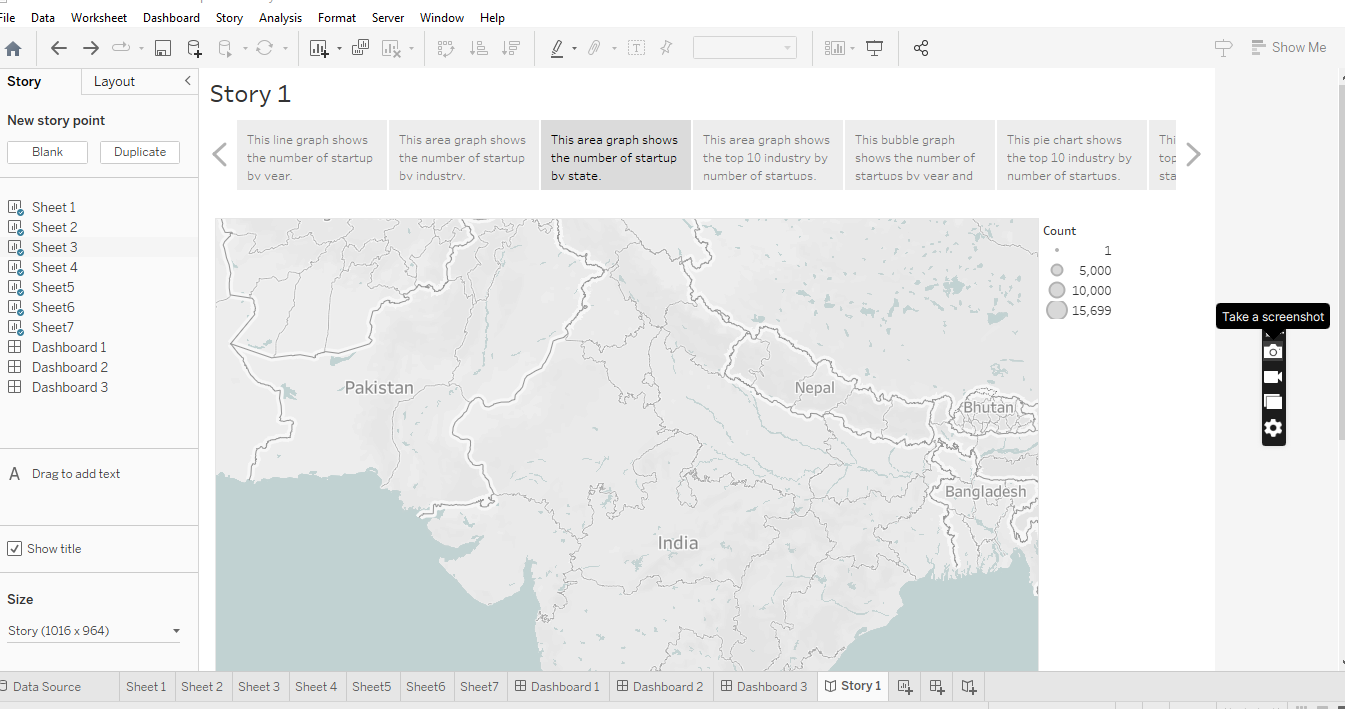 File Data Worksheet Dashboard Story Analysis Format Server Window Help
Show Me
Story Layout
New story point
Blank Duplicate
Sheet 1
Sheet 2
Sheet 3
Sheet 4
Sheet5
Sheet6
Sheet7
Dashboard 1
Dashboard 2
Dashboard 3
A Drag to add text
Show title
Size
Story (1016 x 964)
Story 1
This line graph shows
the number of startup
by year.
This area graph shows
the number of startup
by industry.
This area graph shows
the number of startup
by state.
This area graph shows
the top 10 industry by
number of startups.
This bubble graph
shows the number of
startups by year and
This pie chart shows
the top 10 industry by
number of startups.
Thi
top
sta
Pakistan
Nepal
Bhutan
Bangladesh
India
Count
1
5,000
10,000
15,699
Take a screenshot
Data Source Sheet 1 Sheet 2 Sheet 3 Sheet 4 Sheet5 Sheet6 Sheet7 Dashboard 1 Dashboard 2 Dashboard 3 Story 1